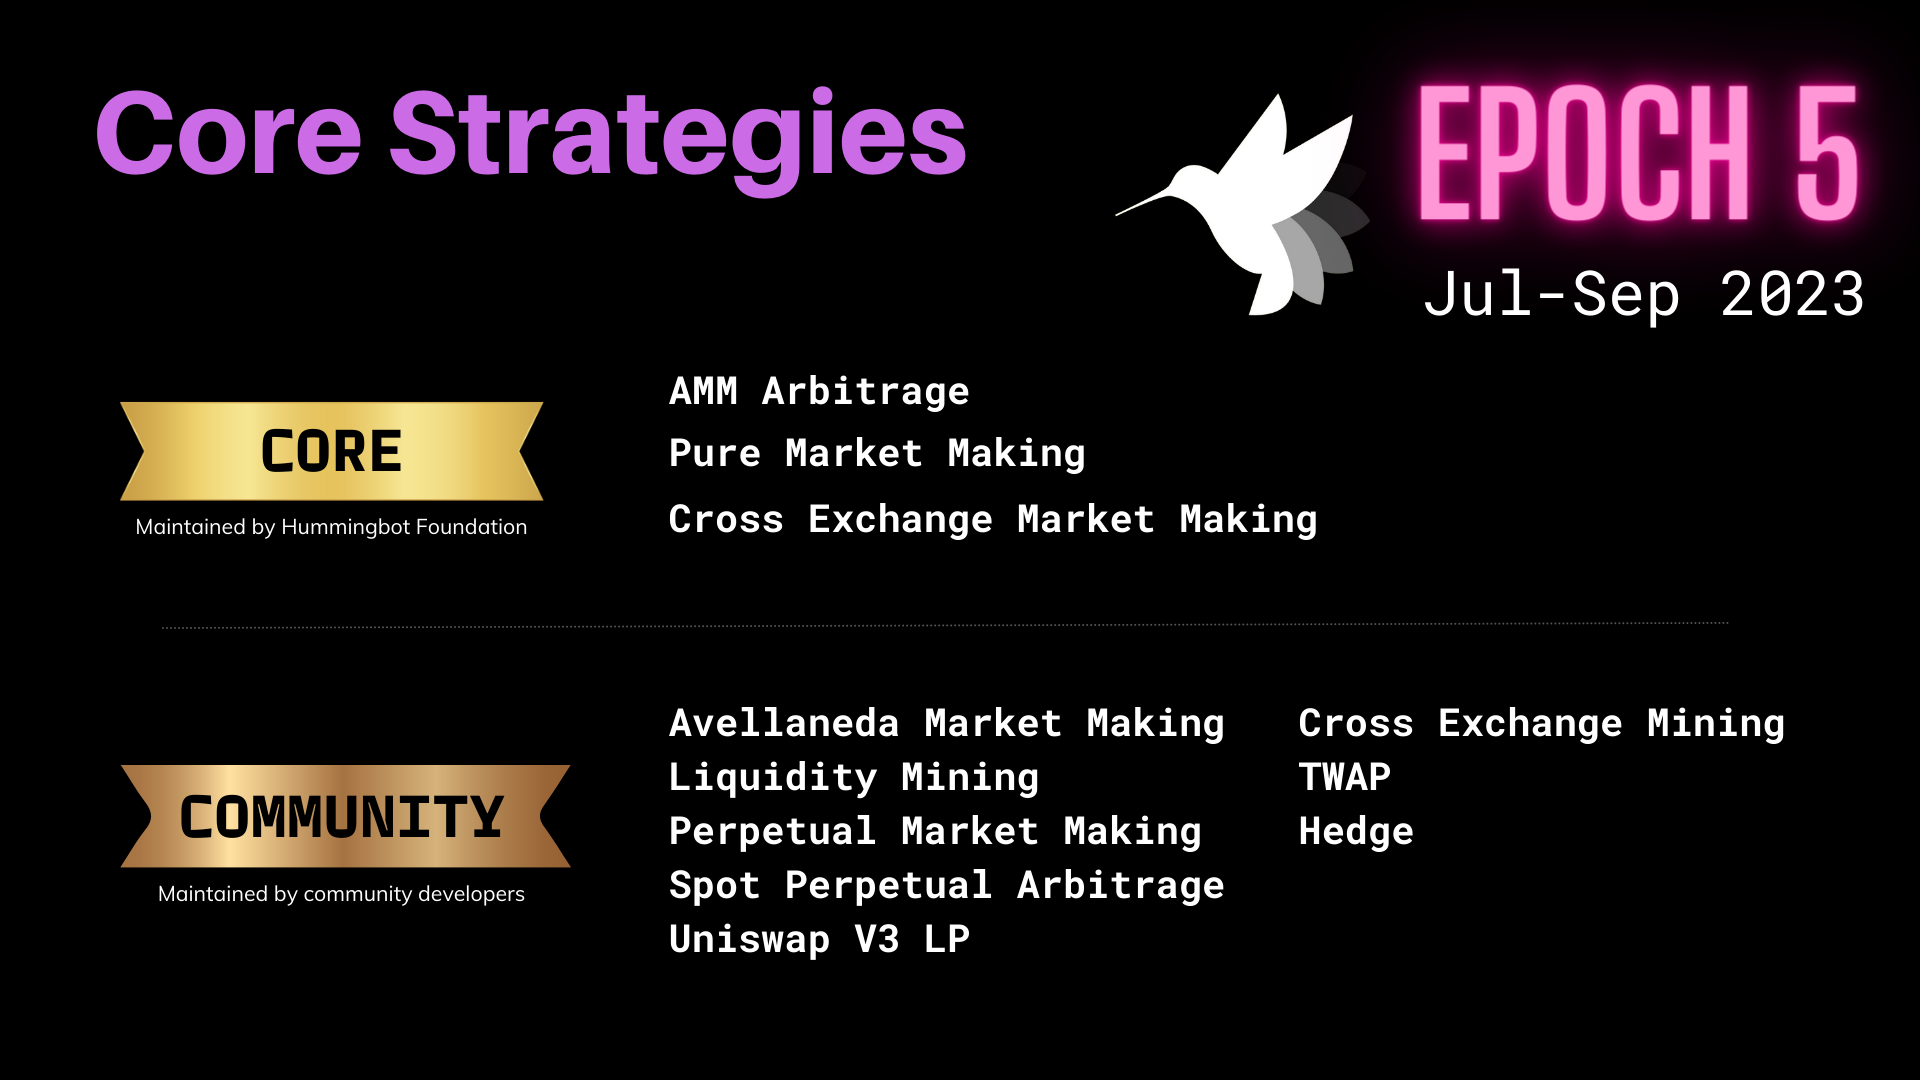 Core Strategies
EPOCH 5
Jul-Sep 2023
CORE
Maintained by Hummingbot Foundation
AMM Arbitrage
Pure Market Making
Cross Exchange Market Making
COMMUNITY
Maintained by community developers
Avellaneda Market Making
Liquidity Mining
Perpetual Market Making
Spot Perpetual Arbitrage
Uniswap V3 LP
Cross Exchange Mining
TWAP
Hedge